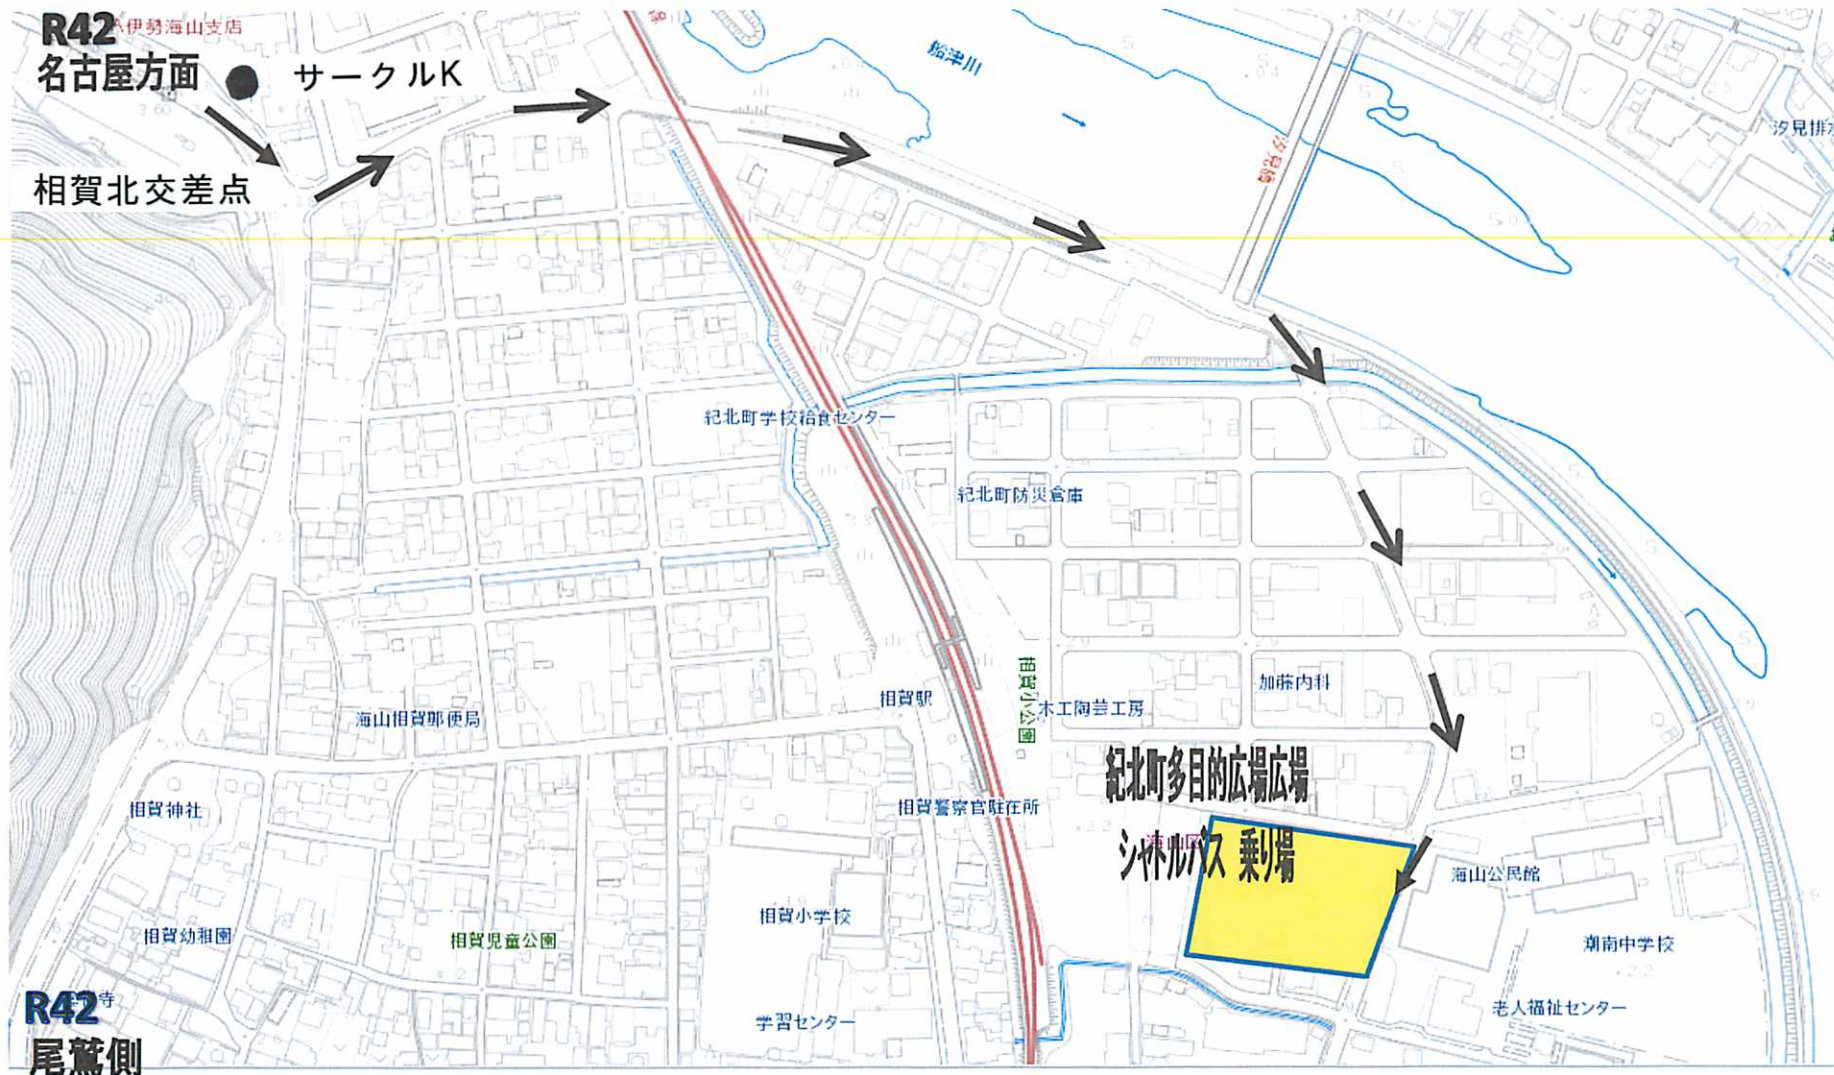 R42
伊勢海山支店
名古屋方面
サークルK
船津川
汐見橋
相賀北交差点
紀北町学校給食センター
紀北町防災倉庫
相賀駅
相賀小公園
木工陶芸工房
加藤内科
海山相賀郵便局
紀北町多目的広場広場
シャトルバス 乗り場
相賀神社
相賀警察官駐在所
海山公民館
相賀幼稚園
相賀児童公園
相賀小学校
潮南中学校
老人福祉センター
学習センター
R42
尾鷲側